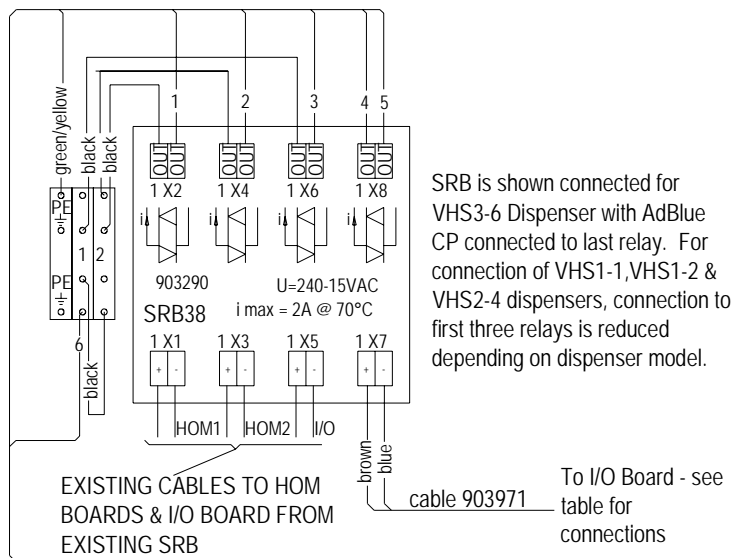 green/yellow
black
black
1
2
3
4 5
OUT OUT OUT OUT OUT OUT OUT OUT
1 X2 1 X4 1 X6 1 X8
i i i i
PE
1 2
PE
6
black
903290
U=240-15VAC
SRB38
i max = 2A @ 70°C
1 X1 1 X3 1 X5 1 X7
+ - + - + - + -
HOM1 HOM2 I/O
brown
blue
SRB is shown connected for
VHS3-6 Dispenser with AdBlue
CP connected to last relay. For
connection of VHS1-1,VHS1-2 &
VHS2-4 dispensers, connection to
first three relays is reduced
depending on dispenser model.
EXISTING CABLES TO HOM
BOARDS & I/O BOARD FROM
EXISTING SRB
cable 903971
To I/O Board - see
table for
connections